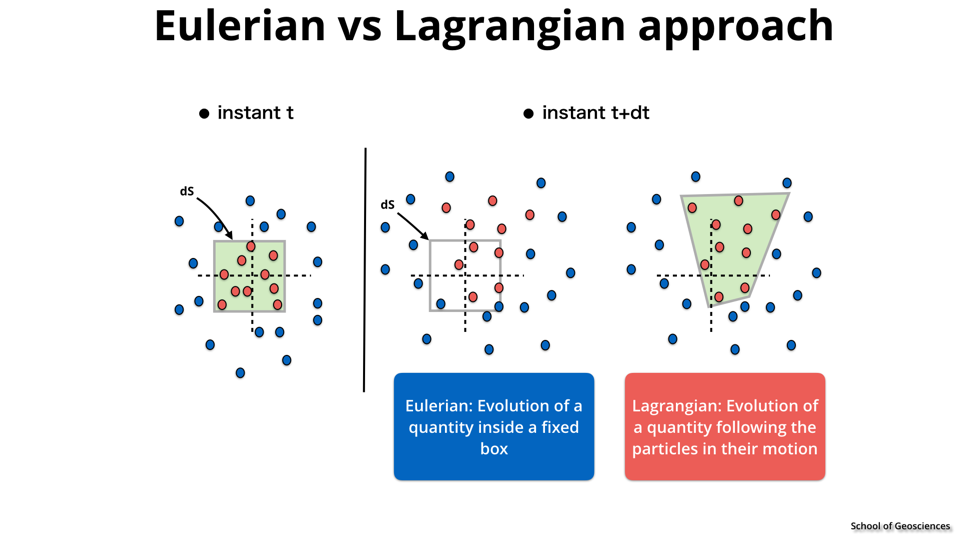 Eulerian vs Lagrangian approach
● instant t
● instant t+dt
dS
dS
Eulerian: Evolution of a
quantity inside a fixed
box
Lagrangian: Evolution of
a quantity following the
particles in their motion
School of Geosciences